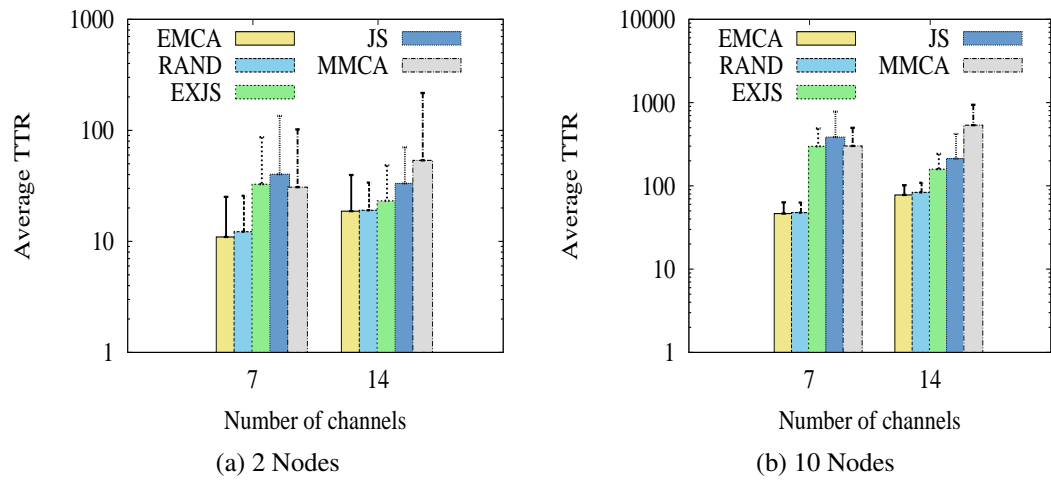 1000
100
10
1
Average TTR
EMCA
RAND
EXJS
JS
MMCA
7 14
Number of channels
(a) 2 Nodes
10000
1000
100
10
1
Average TTR
EMCA
RAND
EXJS
JS
MMCA
7 14
Number of channels
(b) 10 Nodes